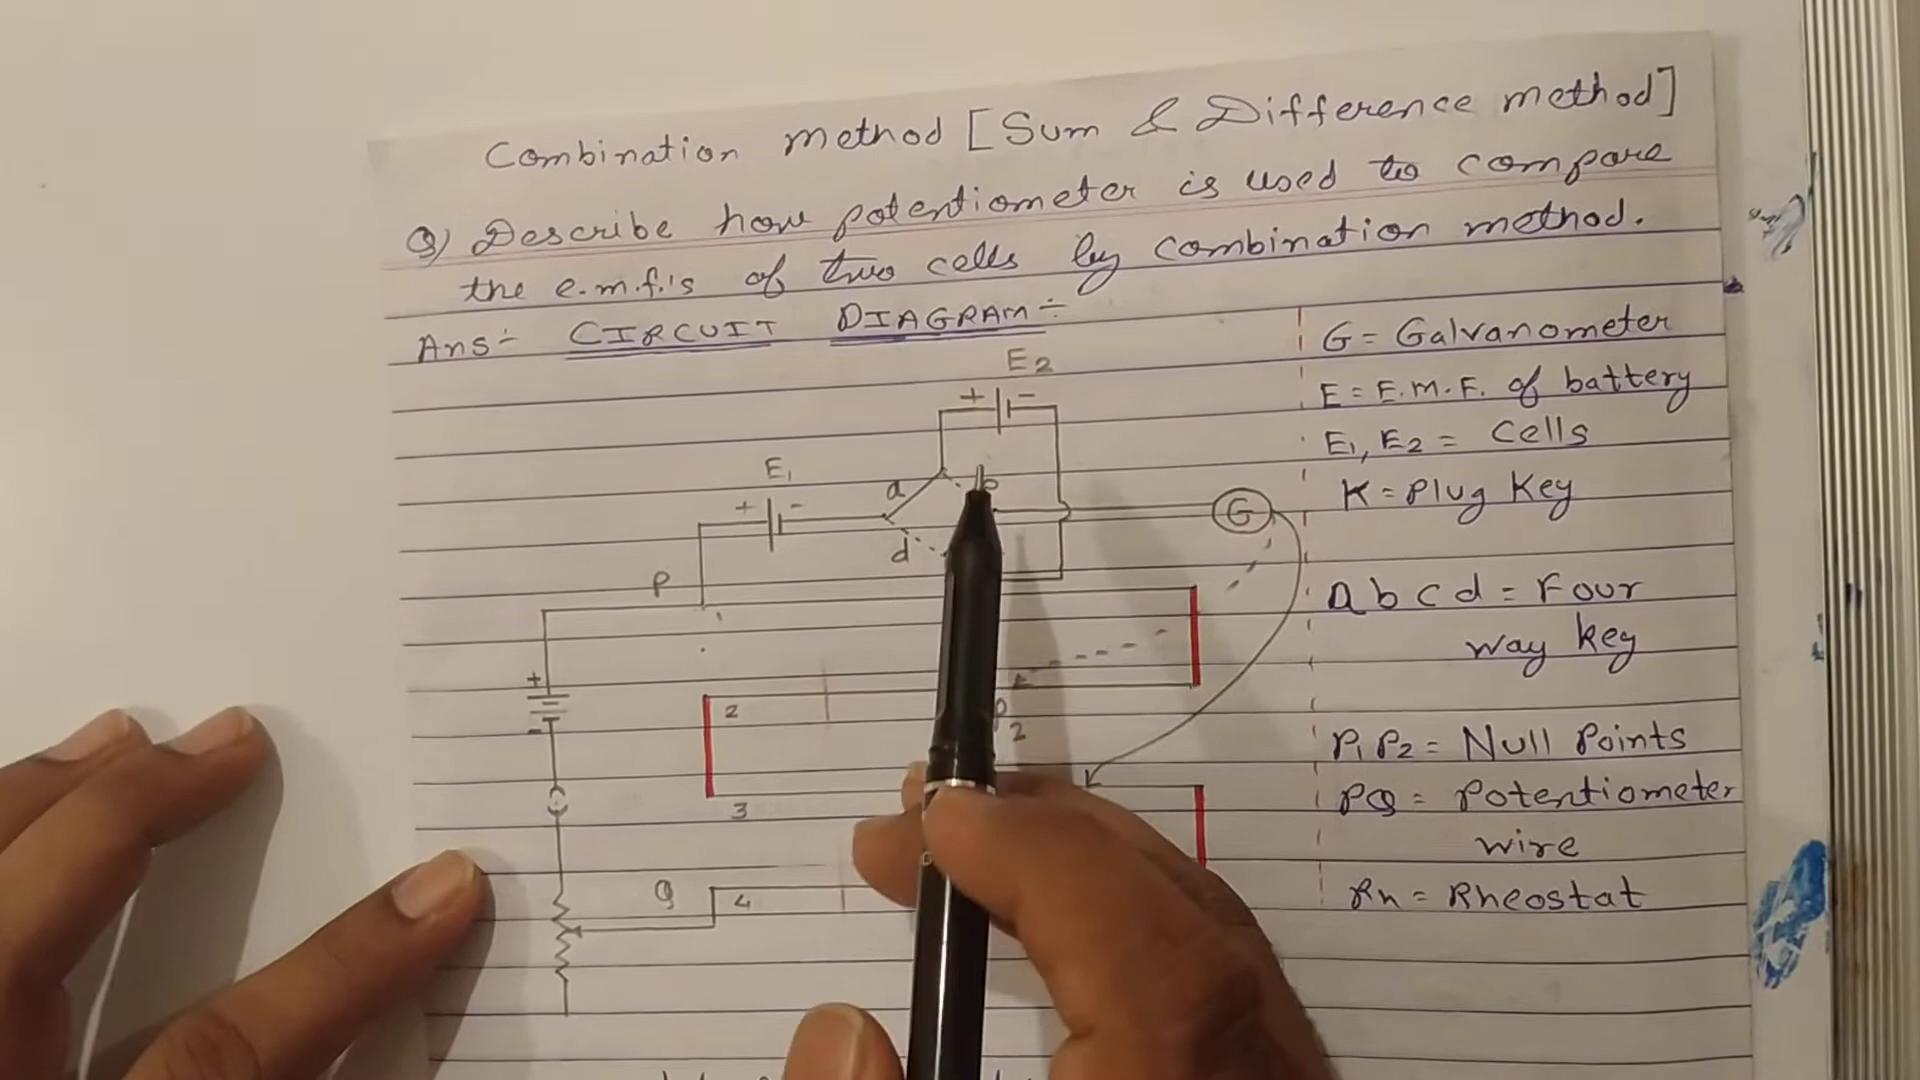 Combination method [Sum & Difference method]
Q) Describe how potentiometer is used to compare
the e.m.f.'s of two cells by combination method.
Ans÷ CIRCUIT DIAGRAM÷
E2
+ -
E1
+ -
a
b
d
G
P
+
-
2
P2
3
Q
4
G = Galvanometer
E = E.M.F. of battery
E1, E2 = Cells
K = Plug Key
a b c d = Four
way key
P1 P2 = Null Points
PQ = Potentiometer
wire
Rh = Rheostat